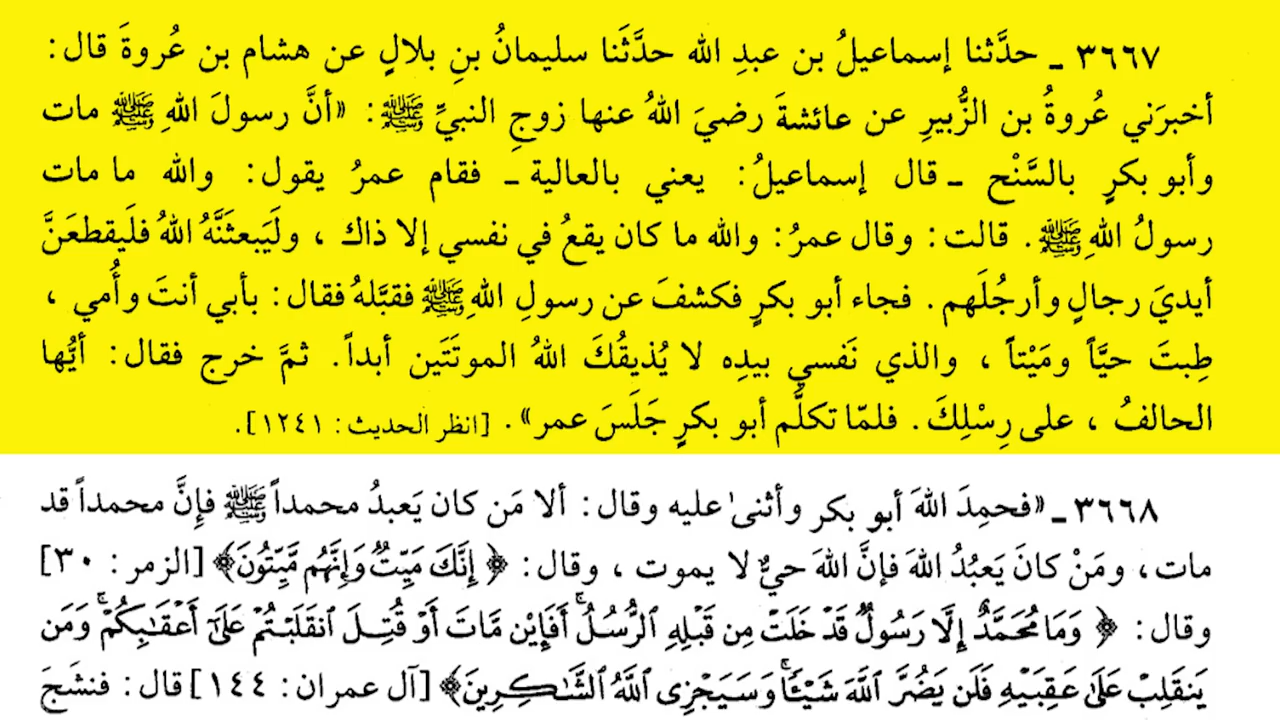 ٣٦٦٧ ـ حدَّثنا إسماعيلُ بن عبدِ الله حدَّثَنا سليمانُ بنِ بلالٍ عن هشام بن عُروةَ قال:
أخبرَني عُروةُ بن الزُّبيرِ عن عائشةَ رضيَ اللهُ عنها زوجِ النبيِّ ﷺ: «أنَّ رسولَ اللهِ ﷺ مات
وأبو بكرٍ بالسَّنْح ـ قال إسماعيلُ: يعني بالعالية ـ فقام عمرُ يقول: والله ما مات
رسولُ اللهِ ﷺ. قالت: وقال عمرُ: والله ما كان يقعُ في نفسي إلا ذاك، ولَيَبعثَنَّهُ اللهُ فلَيقطعَنَّ
أيديَ رجالٍ وأرجُلَهم. فجاء أبو بكرٍ فكشفَ عن رسولِ اللهِ ﷺ فقبَّلهُ فقال: بأبي أنتَ وأُمي،
طِبتَ حيًّا ومَيْتاً، والذي نَفسي بيدِه لا يُذيقُكَ اللهُ الموتَتَين أبداً. ثمَّ خرج فقال: أيُّها
الحالفُ، على رِسْلِكَ. فلمّا تكلَّم أبو بكرٍ جَلَسَ عمر». [انظر الحديث: ١٢٤١].
٣٦٦٨ ـ «فحمِدَ اللهَ أبو بكر وأثنىٰ عليه وقال: ألا مَن كان يَعبدُ محمداً ﷺ فإنَّ محمداً قد
مات، ومَنْ كانَ يَعبُدُ اللهَ فإنَّ اللهَ حيٌّ لا يموت، وقال: ﴿إِنَّكَ مَيِّتٌ وَإِنَّهُم مَّيِّتُونَ﴾ [الزمر: ٣٠]
وقال: ﴿وَمَا مُحَمَّدٌ إِلَّا رَسُولٌ قَدْ خَلَتْ مِن قَبْلِهِ ٱلرُّسُلُ ۚ أَفَإِيْن مَّاتَ أَوْ قُتِلَ ٱنقَلَبْتُمْ عَلَىٰٓ أَعْقَٰبِكُمْ ۚ وَمَن
يَنقَلِبْ عَلَىٰ عَقِبَيْهِ فَلَن يَضُرَّ ٱللَّهَ شَيْـًٔا ۚ وَسَيَجْزِى ٱللَّهُ ٱلشَّٰكِرِينَ﴾ [آل عمران: ١٤٤] قال: فنشَجَ